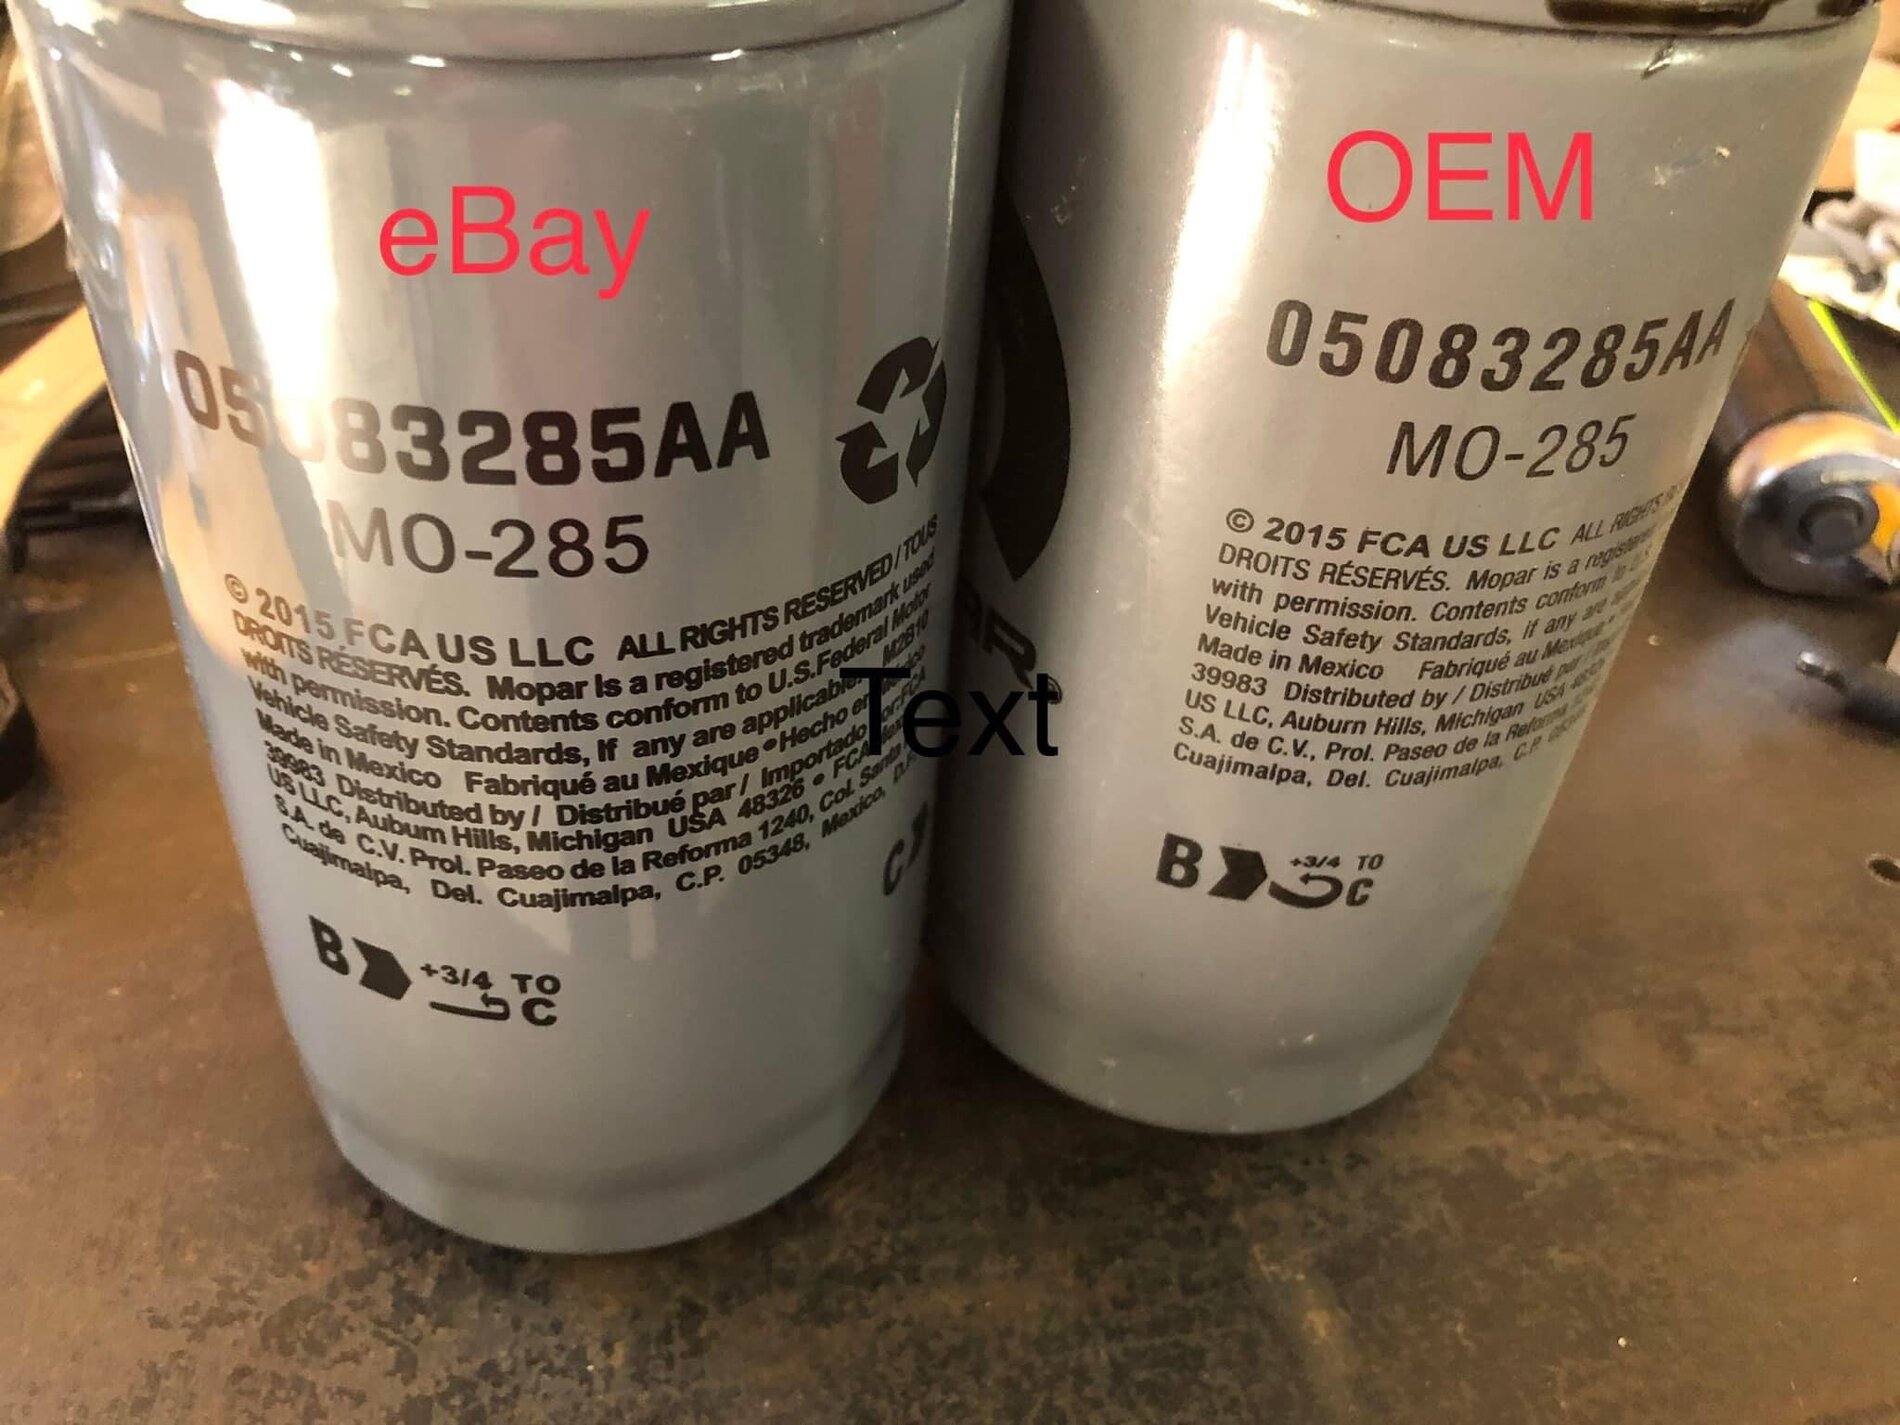 eBay
05083285AA
MO-285
© 2015 FCA US LLC ALL RIGHTS RESERVED / TOUS
DROITS RÉSERVÉS. Mopar Is a registered trademark used
with permission. Contents conform to U.S.Federal Motor
Vehicle Safety Standards, If any are applicable. M2610
Made in Mexico Fabriqué au Mexique • Hecho en
39983 Distributed by / Distribué par / Importado por:FCA
US LLC, Auburn Hills, Michigan USA 48326 • FCA
S.A. de C.V. Prol. Paseo de la Reforma 1240, Col. Santa
Cuajimalpa, Del. Cuajimalpa, C.P. 05348, Mexico,
B +3/4 TO
C
C
Text
OEM
05083285AA
MO-285
© 2015 FCA US LLC ALL RIGHTS
DROITS RÉSERVÉS. Mopar is a registered
with permission. Contents conform to U.S.
Vehicle Safety Standards, if any are
Made in Mexico Fabriqué au Mexique •
39983 Distributed by / Distribué par /
US LLC, Auburn Hills, Michigan USA
S.A. de C.V., Prol. Paseo de la Reforma
Cuajimalpa, Del. Cuajimalpa, C.P.
B +3/4 TO
C